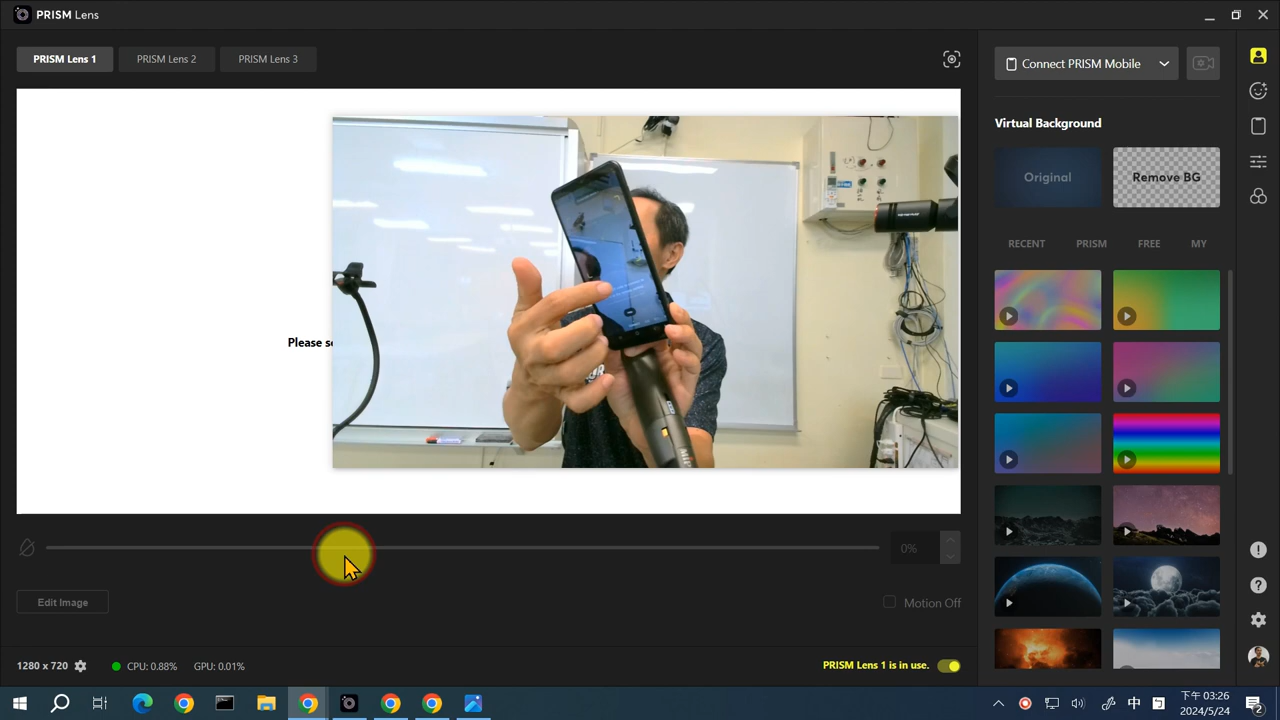 PRISM Lens
PRISM Lens 1
PRISM Lens 2
PRISM Lens 3
Connect PRISM Mobile
Virtual Background
Original
Remove BG
RECENT
PRISM
FREE
MY
Please se
0%
Edit Image
Motion Off
1280 x 720
CPU: 0.88%
GPU: 0.01%
PRISM Lens 1 is in use.
中
下午 03:26
2024/5/24
2